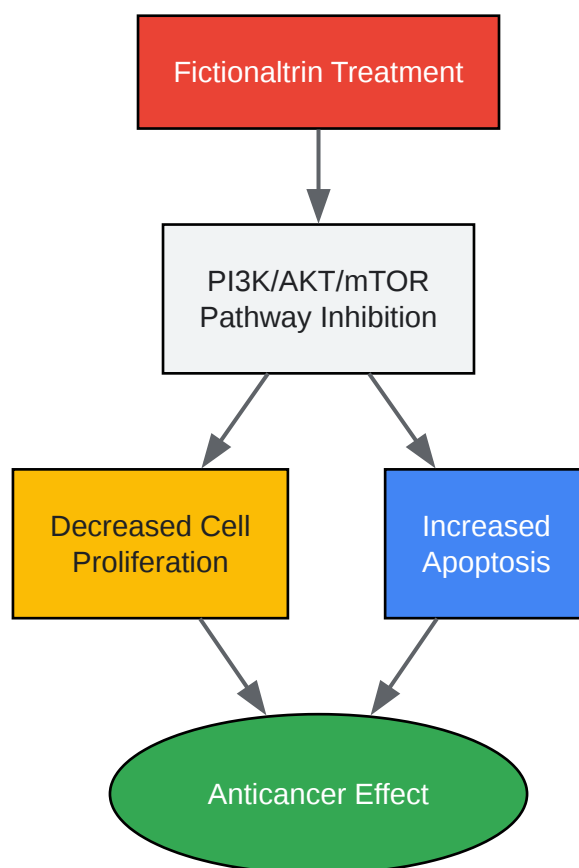 Fictionaltrin Treatment
PI3K/AKT/mTOR
Pathway Inhibition
Decreased Cell
Proliferation
Increased
Apoptosis
Anticancer Effect